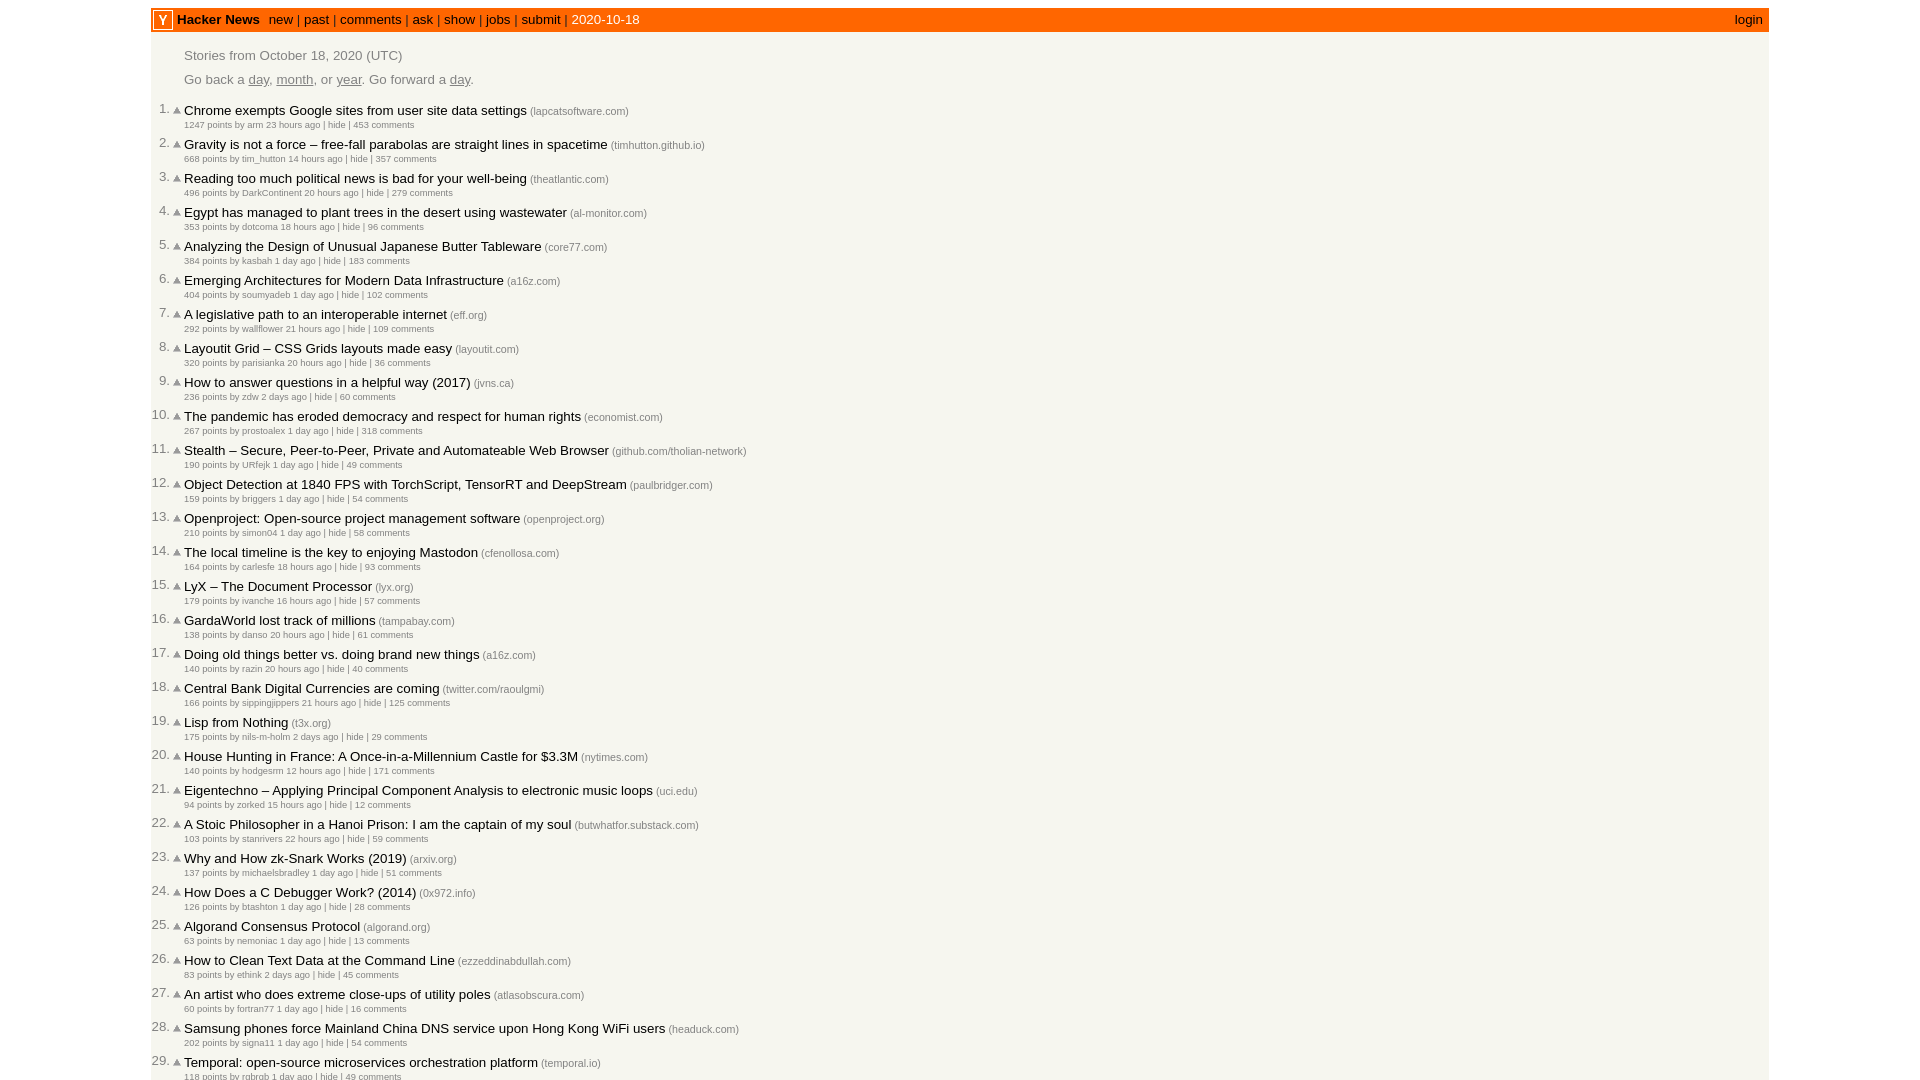 Y Hacker News new | past | comments | ask | show | jobs | submit | 2020-10-18 login
Stories from October 18, 2020 (UTC)
Go back a day, month, or year. Go forward a day.
1. Chrome exempts Google sites from user site data settings (lapcatsoftware.com)
1247 points by arm 23 hours ago | hide | 453 comments
2. Gravity is not a force – free-fall parabolas are straight lines in spacetime (timhutton.github.io)
668 points by tim_hutton 14 hours ago | hide | 357 comments
3. Reading too much political news is bad for your well-being (theatlantic.com)
496 points by DarkContinent 20 hours ago | hide | 279 comments
4. Egypt has managed to plant trees in the desert using wastewater (al-monitor.com)
353 points by dotcoma 18 hours ago | hide | 96 comments
5. Analyzing the Design of Unusual Japanese Butter Tableware (core77.com)
384 points by kasbah 1 day ago | hide | 183 comments
6. Emerging Architectures for Modern Data Infrastructure (a16z.com)
404 points by soumyadeb 1 day ago | hide | 102 comments
7. A legislative path to an interoperable internet (eff.org)
292 points by wallflower 21 hours ago | hide | 109 comments
8. Layoutit Grid – CSS Grids layouts made easy (layoutit.com)
320 points by parisianka 20 hours ago | hide | 36 comments
9. How to answer questions in a helpful way (2017) (jvns.ca)
236 points by zdw 2 days ago | hide | 60 comments
10. The pandemic has eroded democracy and respect for human rights (economist.com)
267 points by prostoalex 1 day ago | hide | 318 comments
11. Stealth – Secure, Peer-to-Peer, Private and Automateable Web Browser (github.com/tholian-network)
190 points by URfejk 1 day ago | hide | 49 comments
12. Object Detection at 1840 FPS with TorchScript, TensorRT and DeepStream (paulbridger.com)
159 points by briggers 1 day ago | hide | 54 comments
13. Openproject: Open-source project management software (openproject.org)
210 points by simon04 1 day ago | hide | 58 comments
14. The local timeline is the key to enjoying Mastodon (cfenollosa.com)
164 points by carlesfe 18 hours ago | hide | 93 comments
15. LyX – The Document Processor (lyx.org)
179 points by ivanche 16 hours ago | hide | 57 comments
16. GardaWorld lost track of millions (tampabay.com)
138 points by danso 20 hours ago | hide | 61 comments
17. Doing old things better vs. doing brand new things (a16z.com)
140 points by razin 20 hours ago | hide | 40 comments
18. Central Bank Digital Currencies are coming (twitter.com/raoulgmi)
166 points by sippingjippers 21 hours ago | hide | 125 comments
19. Lisp from Nothing (t3x.org)
175 points by nils-m-holm 2 days ago | hide | 29 comments
20. House Hunting in France: A Once-in-a-Millennium Castle for $3.3M (nytimes.com)
140 points by hodgesrm 12 hours ago | hide | 171 comments
21. Eigentechno – Applying Principal Component Analysis to electronic music loops (uci.edu)
94 points by zorked 15 hours ago | hide | 12 comments
22. A Stoic Philosopher in a Hanoi Prison: I am the captain of my soul (butwhatfor.substack.com)
103 points by stanrivers 22 hours ago | hide | 59 comments
23. Why and How zk-Snark Works (2019) (arxiv.org)
137 points by michaelsbradley 1 day ago | hide | 51 comments
24. How Does a C Debugger Work? (2014) (0x972.info)
126 points by btashton 1 day ago | hide | 28 comments
25. Algorand Consensus Protocol (algorand.org)
63 points by nemoniac 1 day ago | hide | 13 comments
26. How to Clean Text Data at the Command Line (ezzeddinabdullah.com)
83 points by ethink 2 days ago | hide | 45 comments
27. An artist who does extreme close-ups of utility poles (atlasobscura.com)
60 points by fortran77 1 day ago | hide | 16 comments
28. Samsung phones force Mainland China DNS service upon Hong Kong WiFi users (headuck.com)
202 points by signa11 1 day ago | hide | 54 comments
29. Temporal: open-source microservices orchestration platform (temporal.io)
118 points by rgbrgb 1 day ago | hide | 49 comments